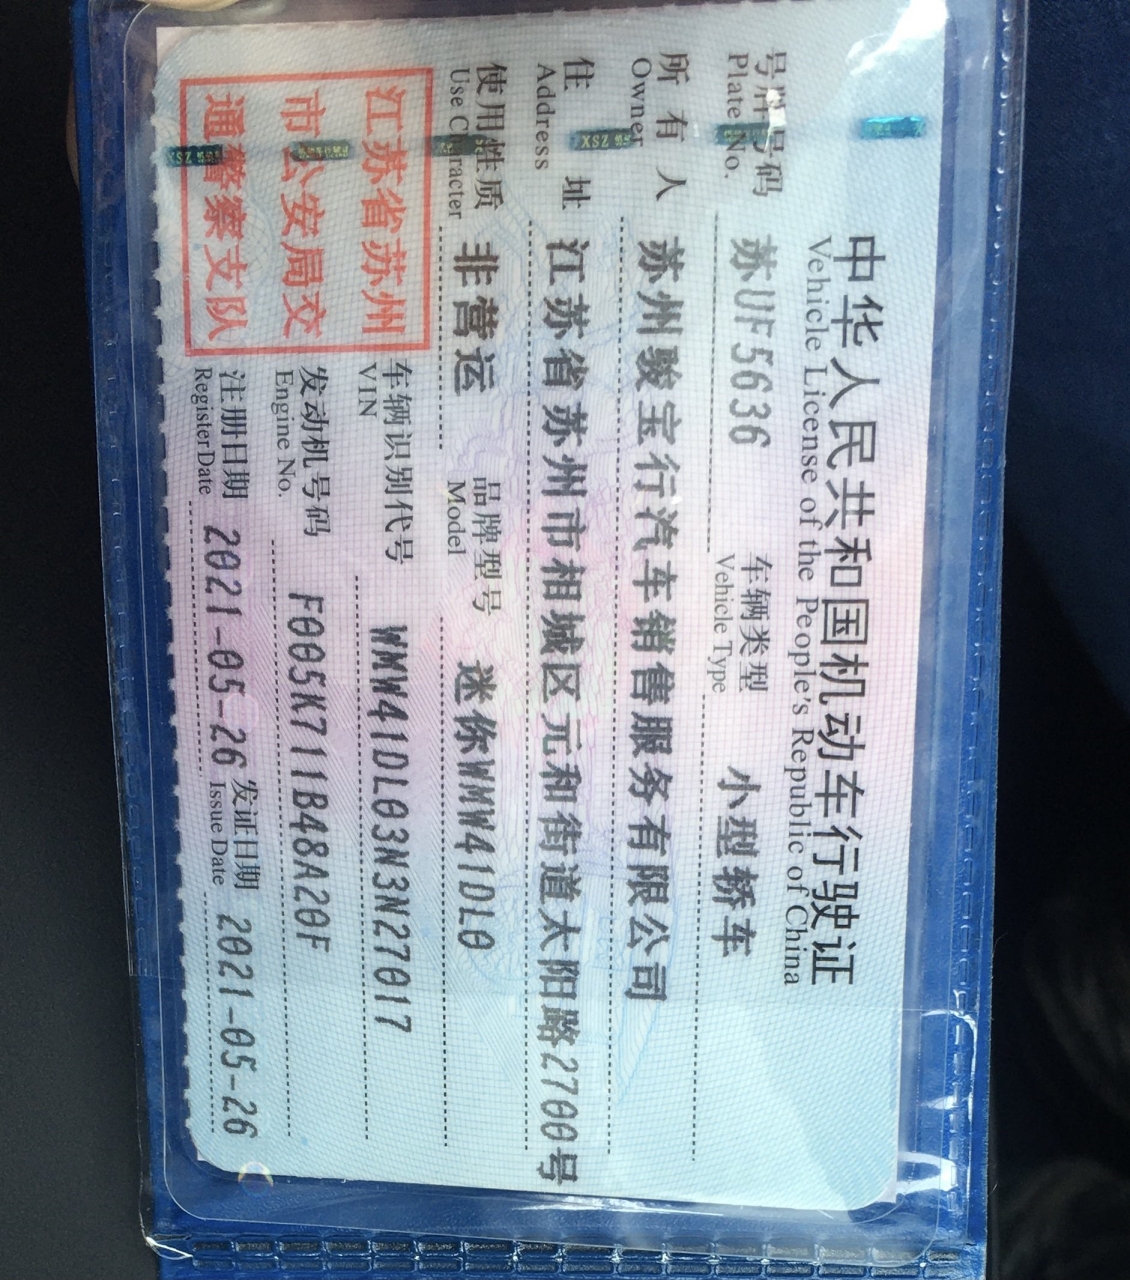 中华人民共和国机动车行驶证
Vehicle License of the People's Republic of China
号牌号码 苏UF5636 车辆类型 小型轿车
Plate No. Vehicle Type
所有人 苏州骏宝行汽车销售服务有限公司
Owner
住址 江苏省苏州市相城区元和街道太阳路2700号
Address
使用性质 非营运 品牌型号 迷你WMW41DL0
Use Character Model
江苏省苏州
市公安局交
通警察支队
车辆识别代号 WMW41DL03N3N27017
VIN
发动机号码 F005K711B48A20F
Engine No.
注册日期 2021-05-26 发证日期 2021-05-26
Register Date Issue Date